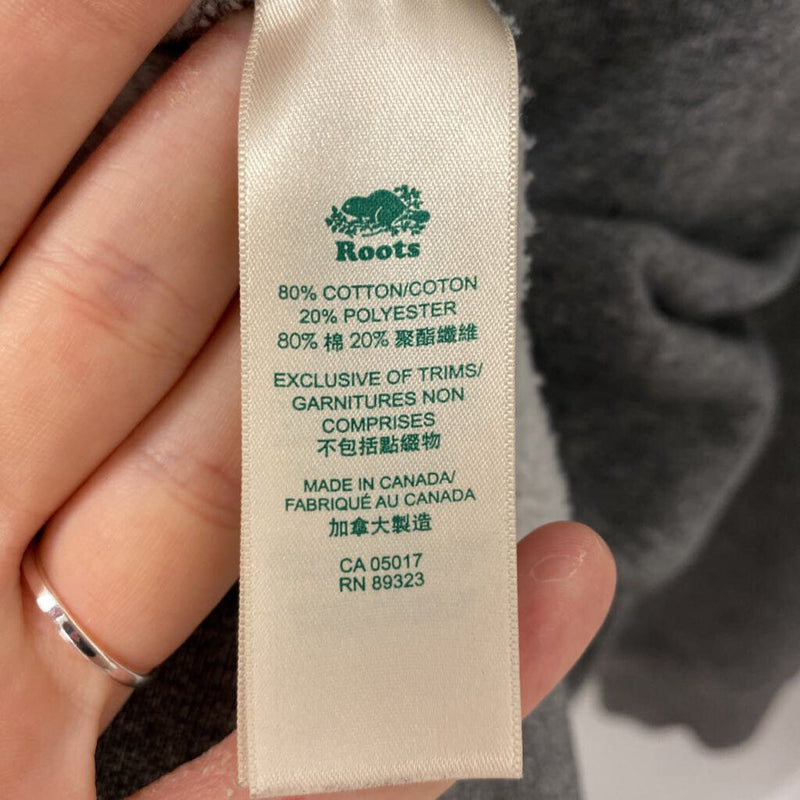 Roots
80% COTTON/COTON
20% POLYESTER
80% 棉 20% 聚酯纖維
EXCLUSIVE OF TRIMS/
GARNITURES NON
COMPRISES
不包括點綴物
MADE IN CANADA/
FABRIQUÉ AU CANADA
加拿大製造
CA 05017
RN 89323